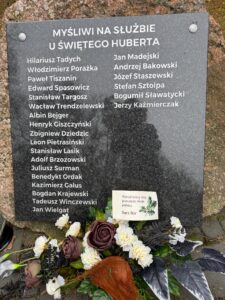 MYŚLIWI NA SŁUŻBIE
U ŚWIĘTEGO HUBERTA
Hilariusz Tadych
Włodzimierz Porażka
Paweł Tiszanin
Edward Spasowicz
Stanisław Targosz
Wacław Trendzelewski
Albin Bejger
Henryk Giszczyński
Zbigniew Dziedzic
Leon Pietrasiński
Stanisław Lasik
Adolf Brzozowski
Juliusz Surman
Benedykt Ordak
Kazimierz Galus
Bogdan Krajewski
Tadeusz Winczewski
Jan Wielgat
Jan Madejski
Andrzej Bakowski
Józef Staszewski
Stefan Sztolpa
Bogumił Sławatycki
Jerzy Kaźmierczak